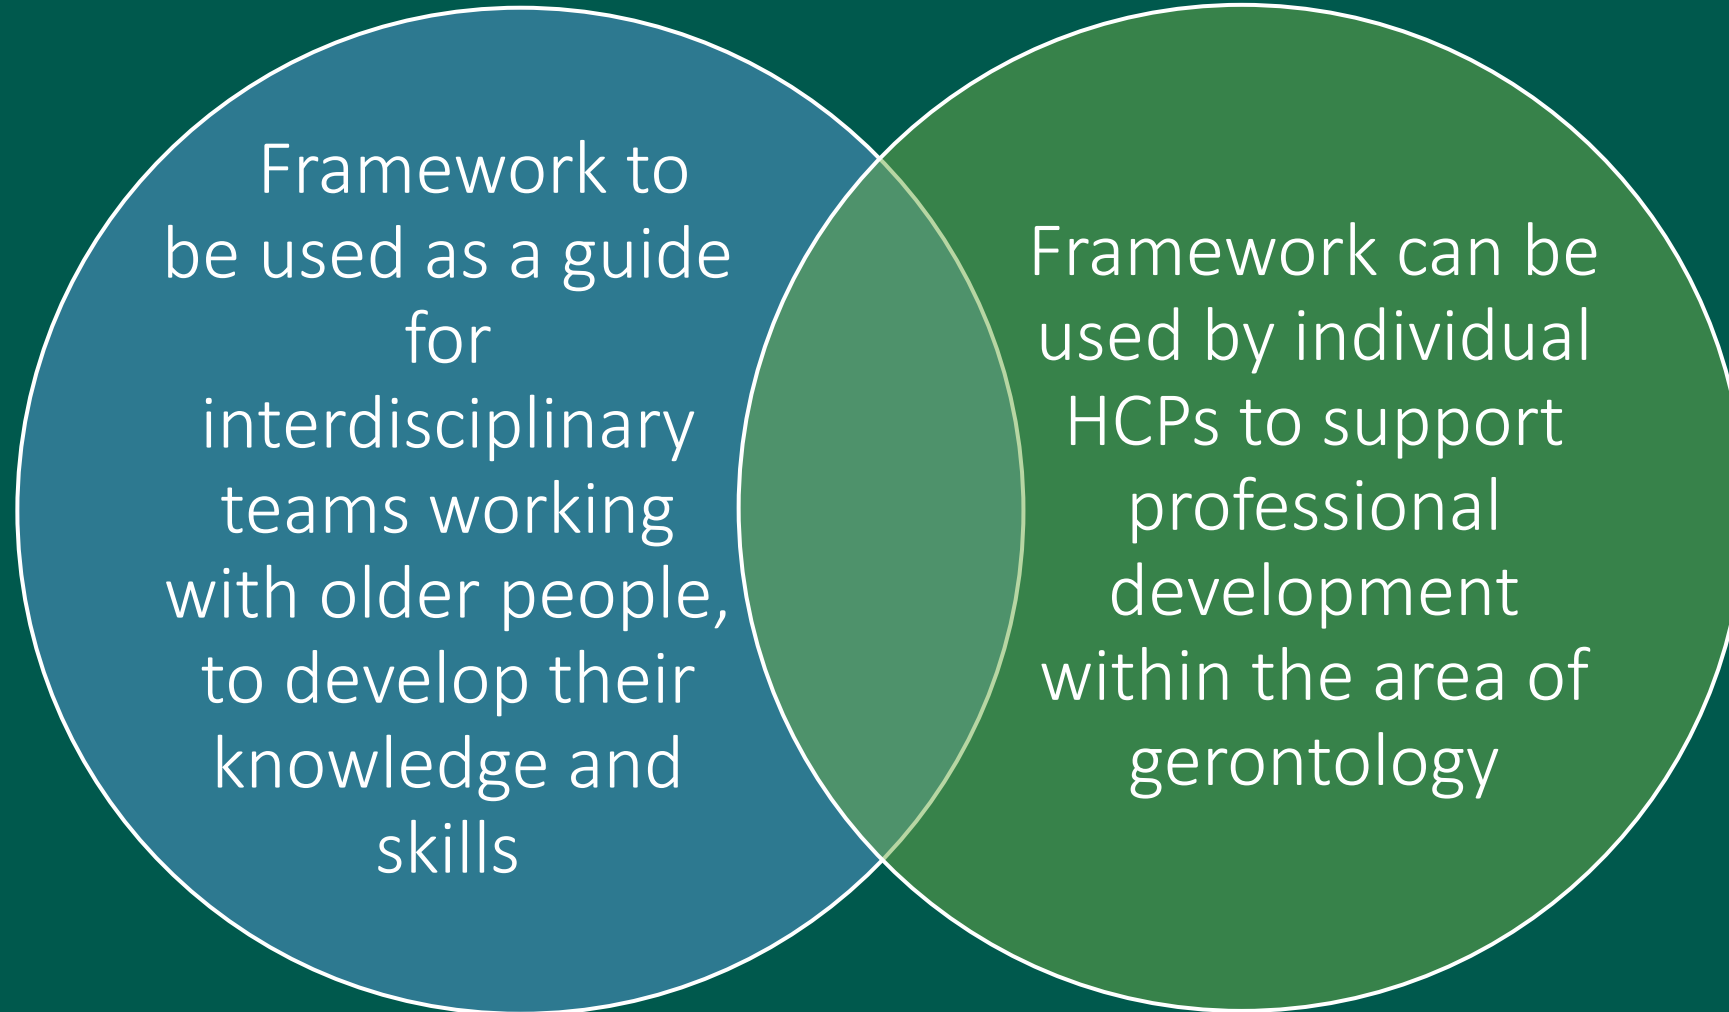 Framework to
be used as a guide
for
interdisciplinary
teams working
with older people,
to develop their
knowledge and
skills
Framework can be
used by individual
HCPs to support
professional
development
within the area of
gerontology